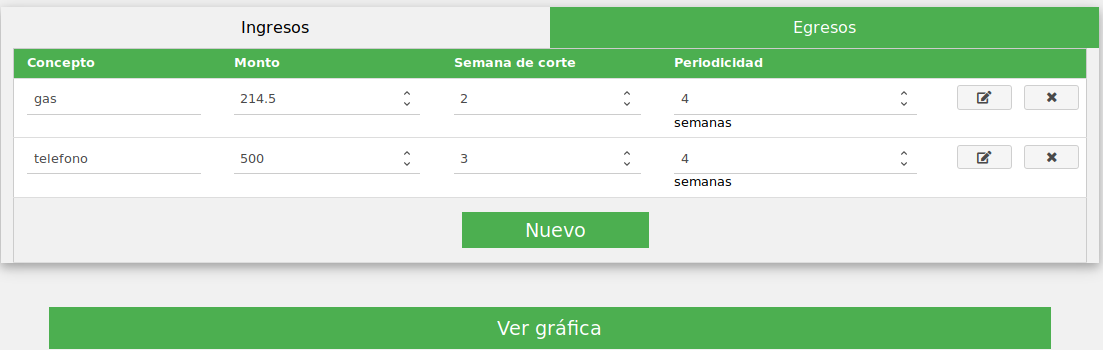 Ingresos Egresos
Concepto Monto Semana de corte Periodicidad
gas 214.5 2 4
semanas
telefono 500 3 4
semanas
Nuevo
Ver gráfica